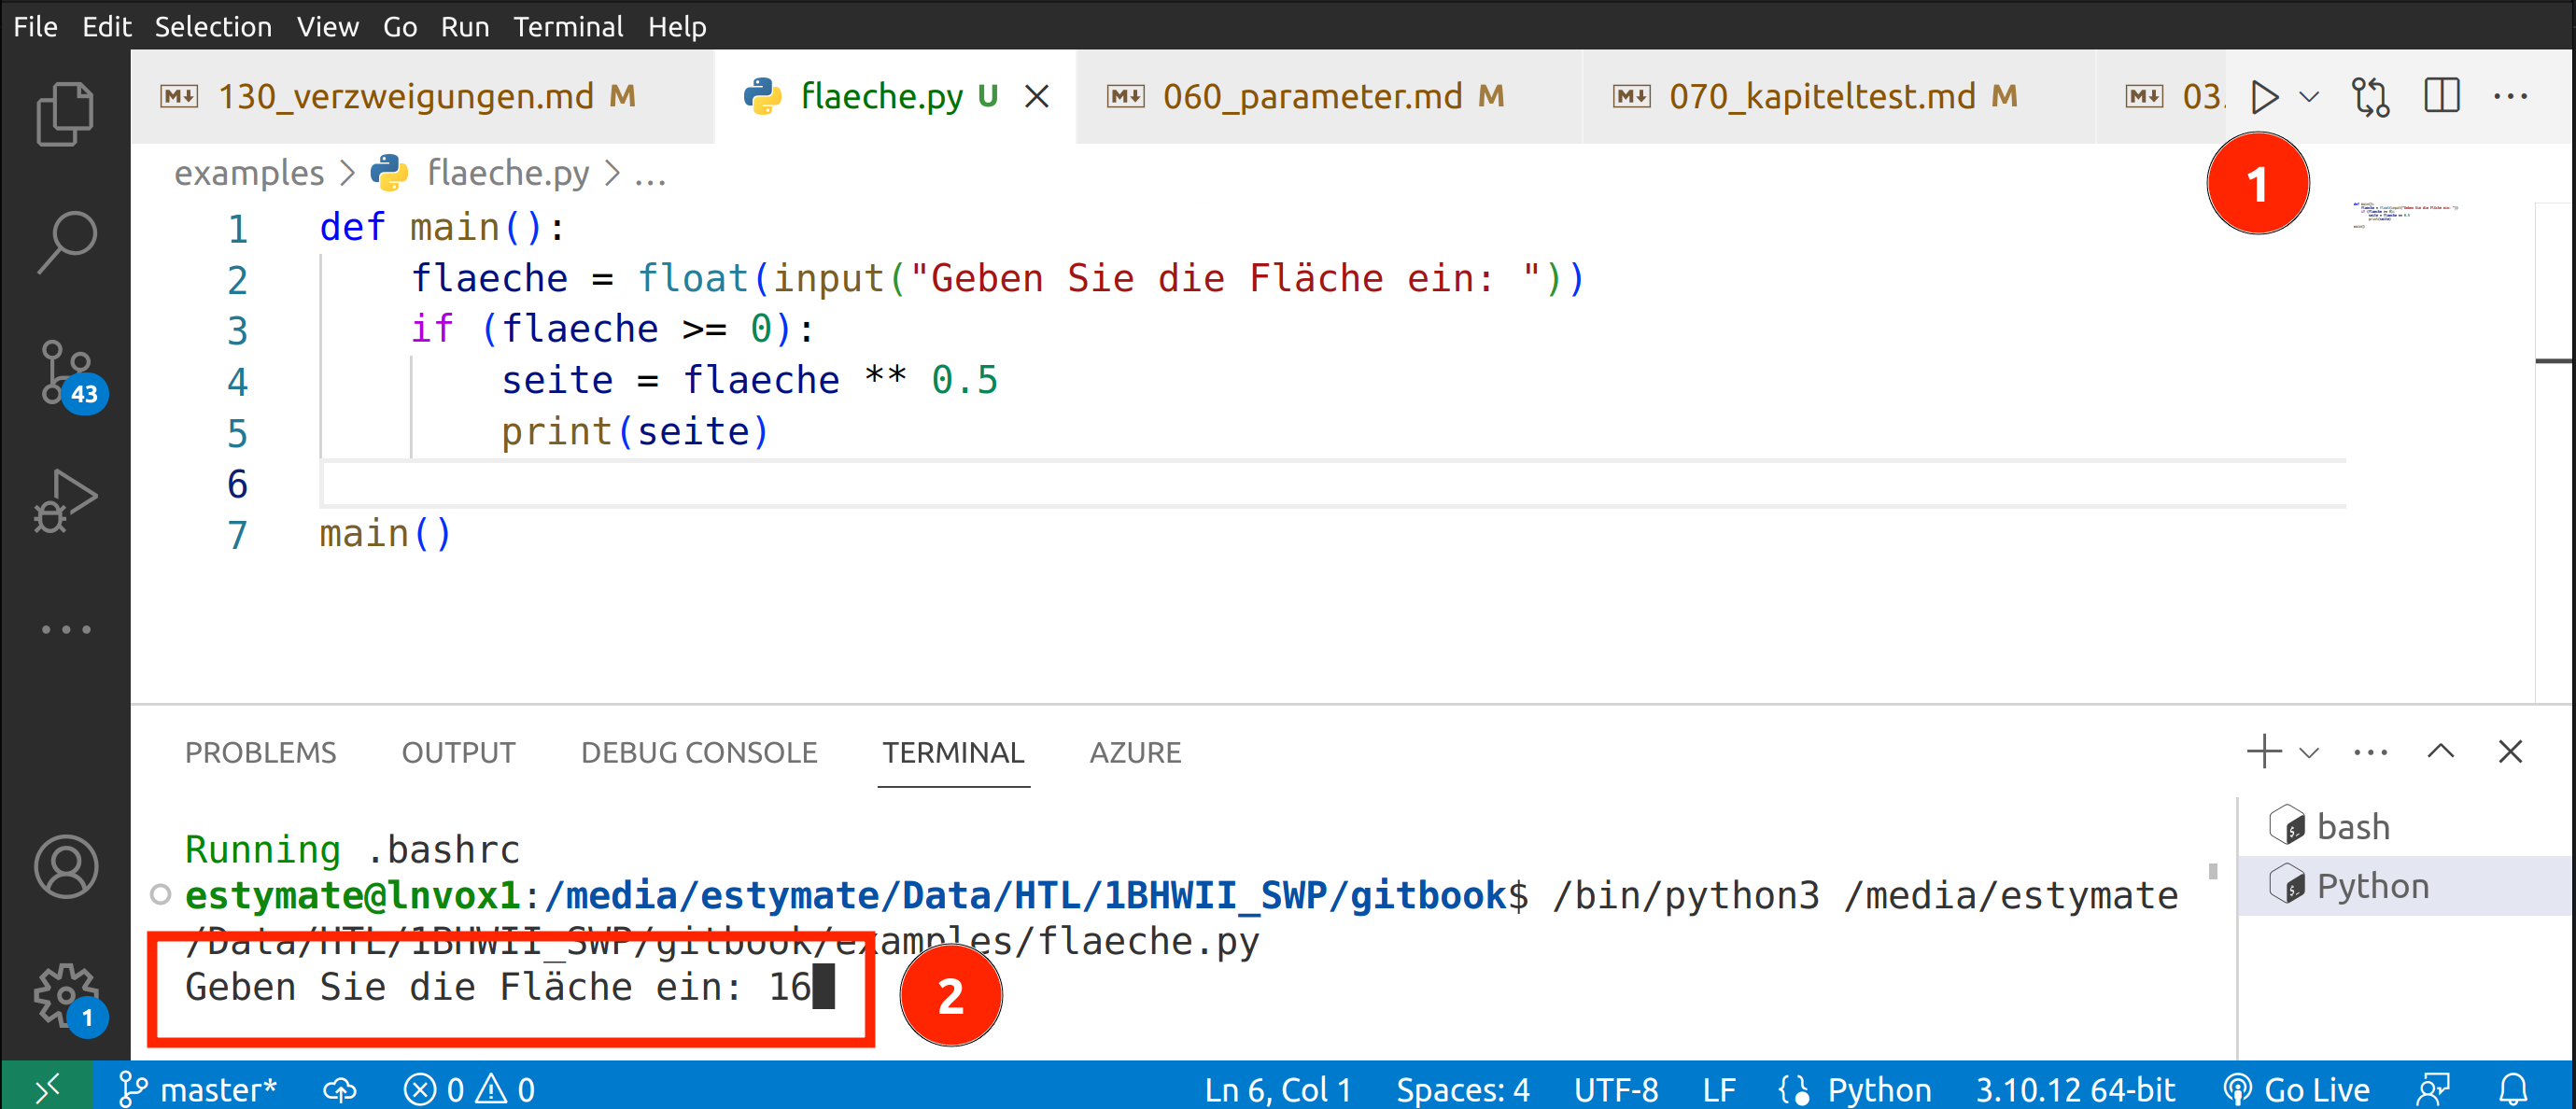 File Edit Selection View Go Run Terminal Help
130_verzweigungen.md M flaeche.py U 060_parameter.md M 070_kapiteltest.md M 03.
1
examples > flaeche.py > ...
1 def main():
2 flaeche = float(input("Geben Sie die Fläche ein: "))
3 if (flaeche >= 0):
4 seite = flaeche ** 0.5
5 print(seite)
6
7 main()
43
PROBLEMS OUTPUT DEBUG CONSOLE TERMINAL AZURE
Running .bashrc
estymate@lnvox1:/media/estymate/Data/HTL/1BHWII_SWP/gitbook$ /bin/python3 /media/estymate
/Data/HTL/1BHWII_SWP/gitbook/examples/flaeche.py
Geben Sie die Fläche ein: 16
2
bash
Python
1
master* 0 0 Ln 6, Col 1 Spaces: 4 UTF-8 LF Python 3.10.12 64-bit Go Live